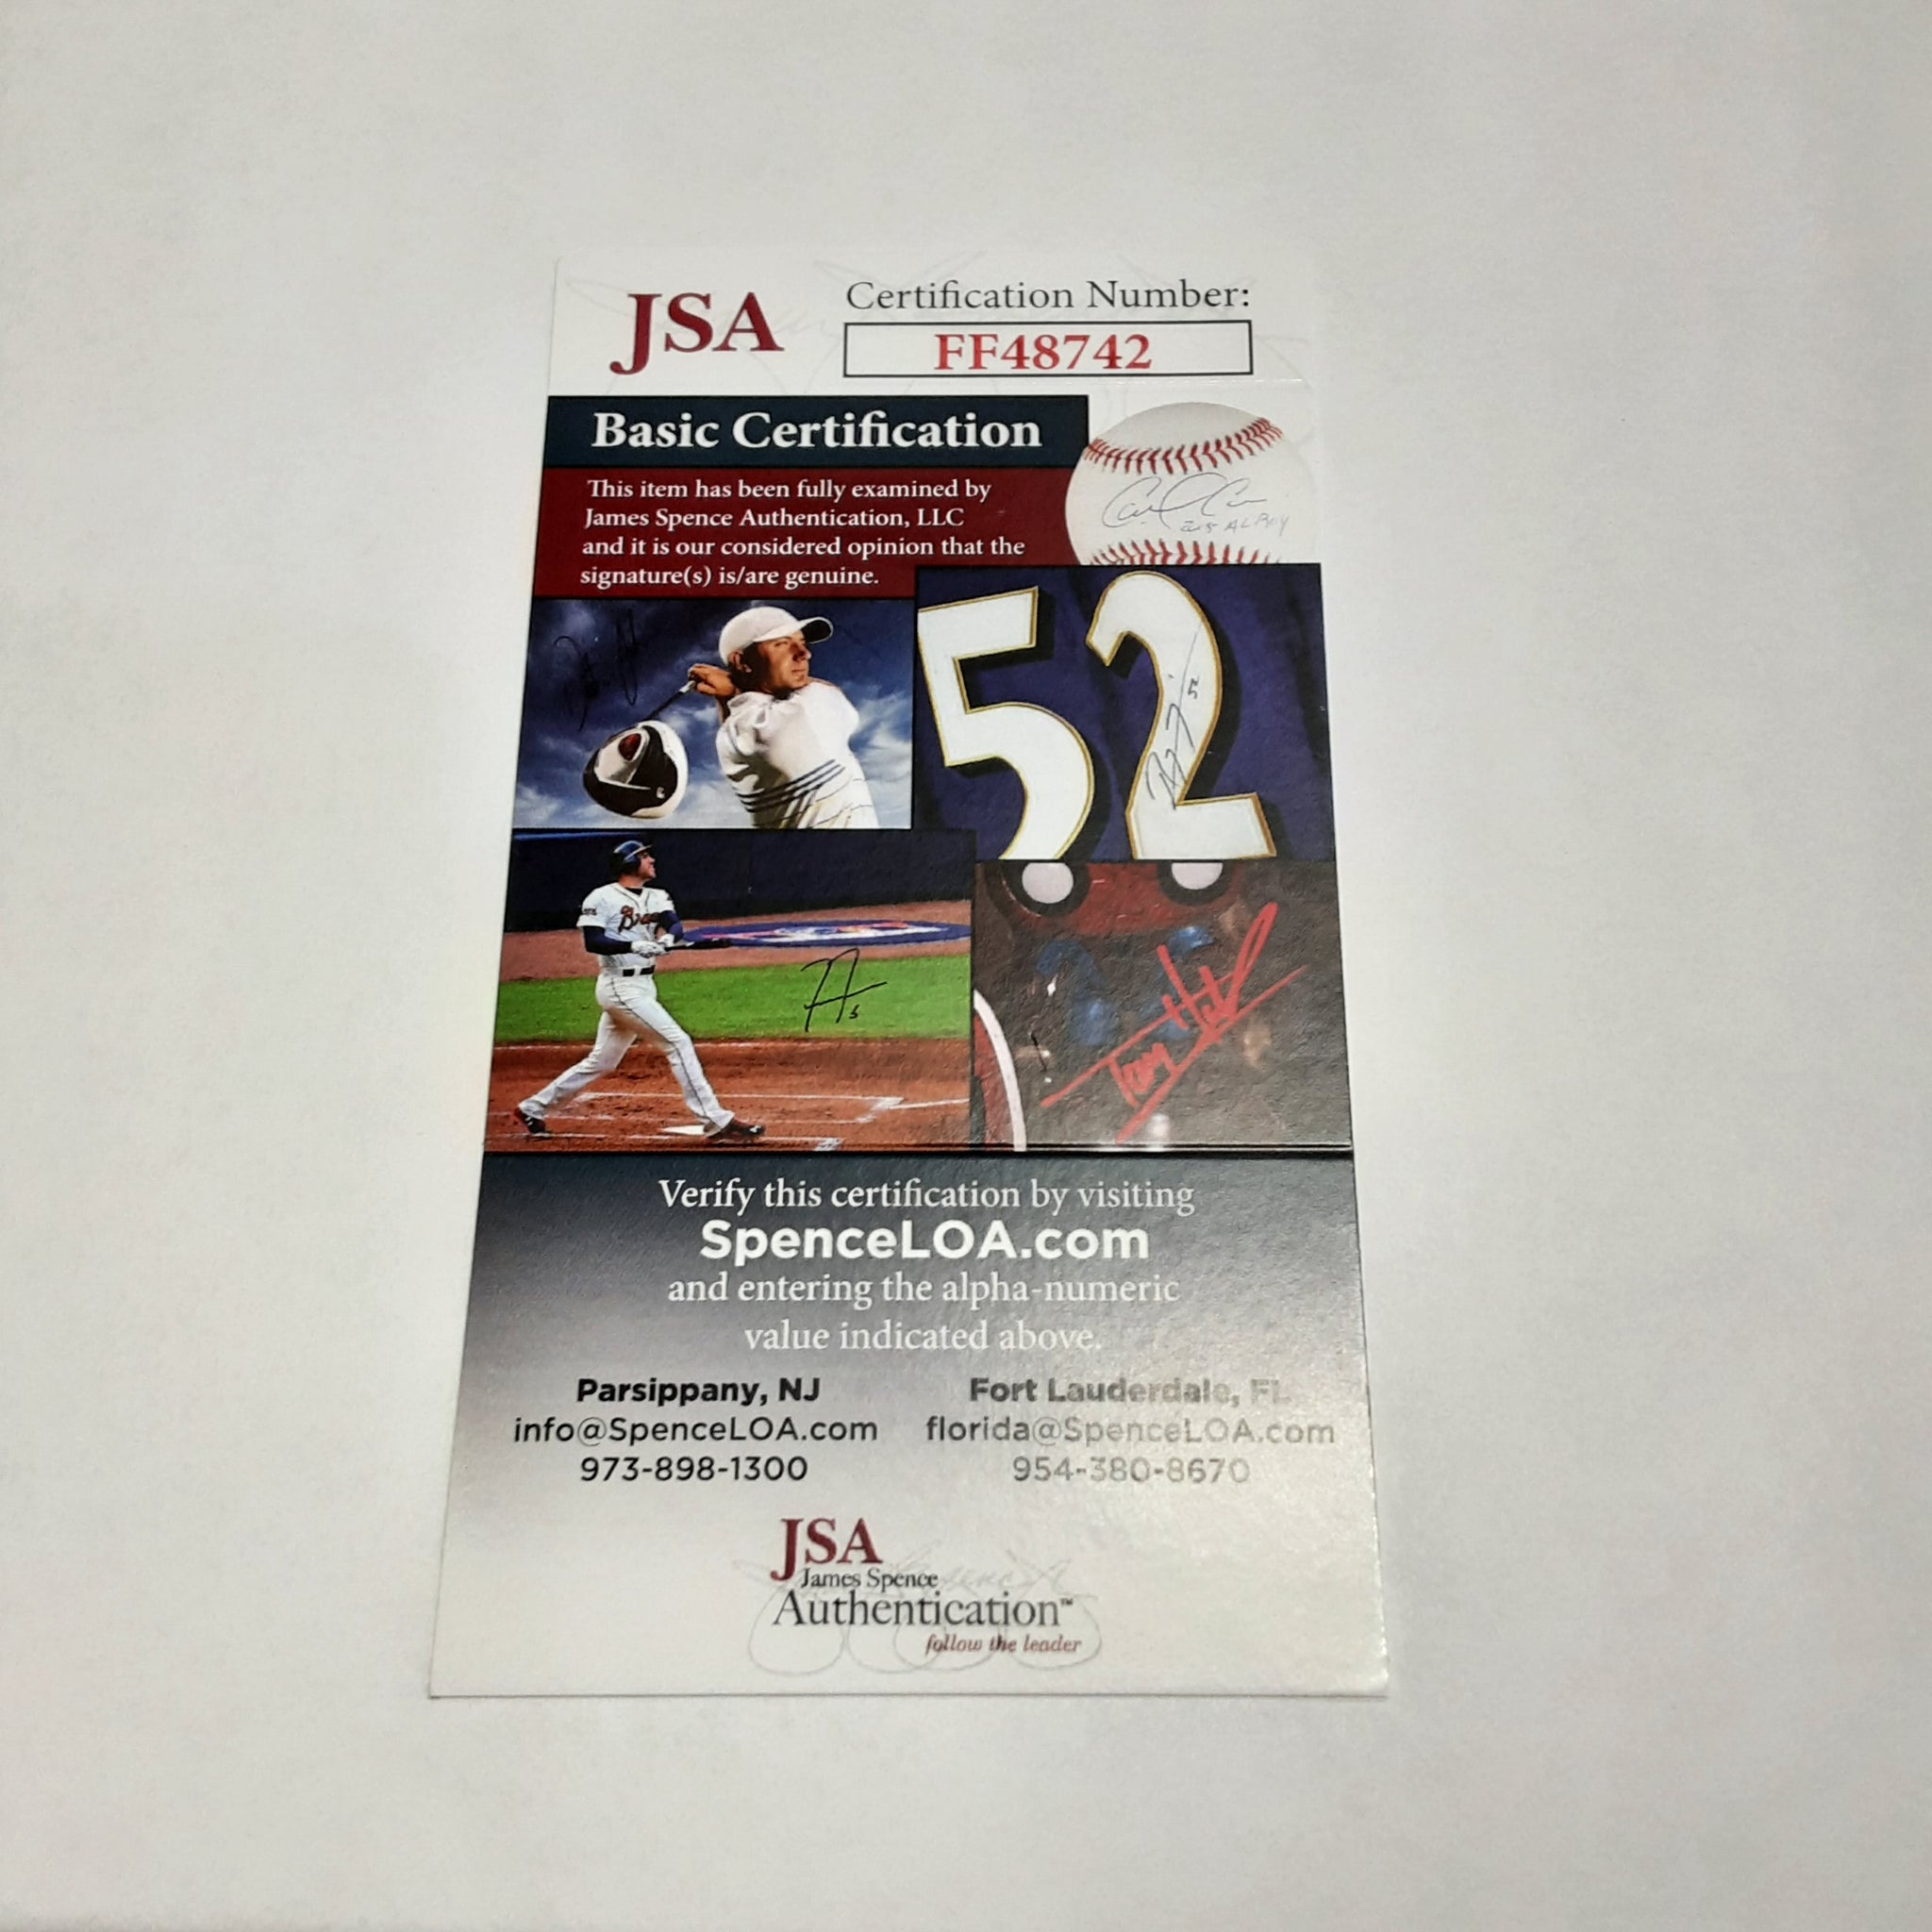 JSA
Certification Number:
FF48742
Basic Certification
This item has been fully examined by
James Spence Authentication, LLC
and it is our considered opinion that the
signature(s) is/are genuine.
52
52
5
Verify this certification by visiting
SpenceLOA.com
and entering the alpha-numeric
value indicated above.
Parsippany, NJ
info@SpenceLOA.com
973-898-1300
Fort Lauderdale, FL
florida@SpenceLOA.com
954-380-8670
JSA
James Spence
Authentication™
follow the leader